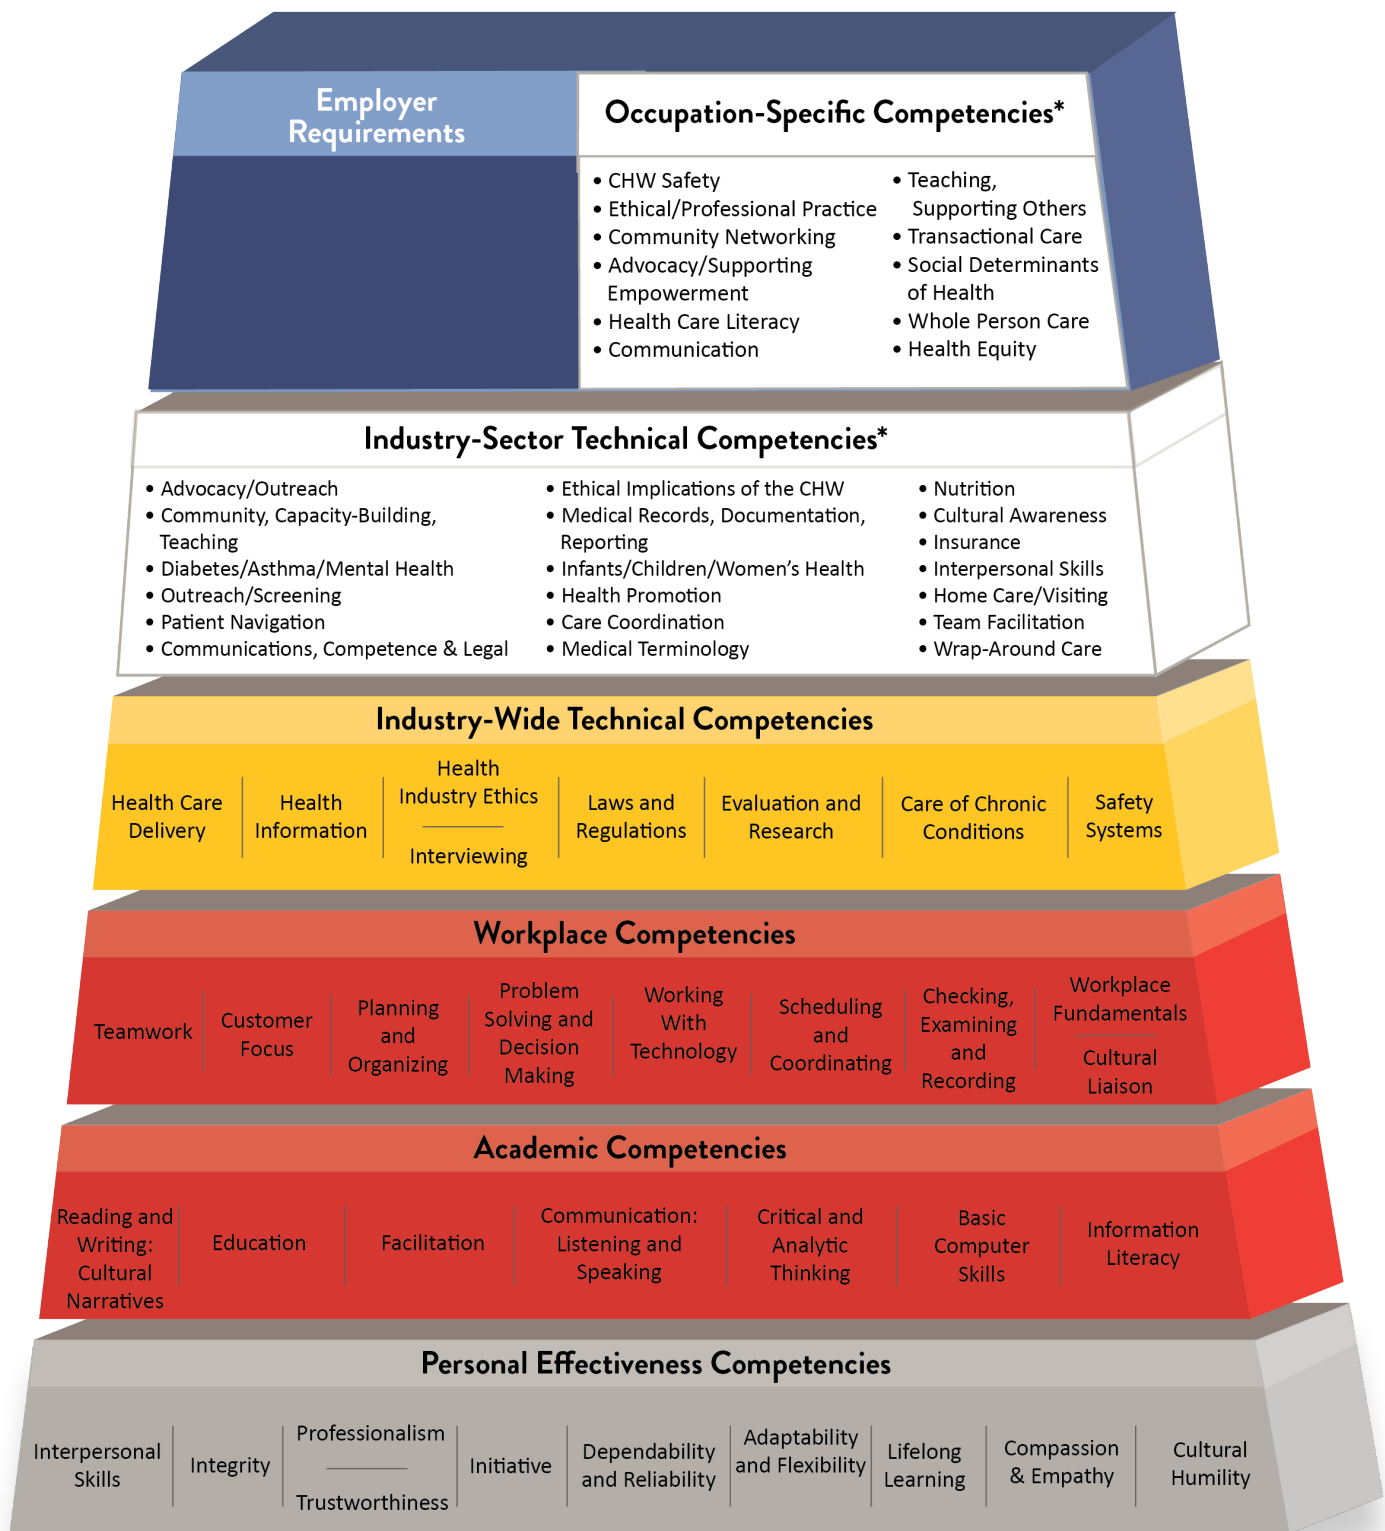 Employer
Requirements
Occupation-Specific Competencies*
• CHW Safety
• Ethical/Professional Practice
• Community Networking
• Advocacy/Supporting
Empowerment
• Health Care Literacy
• Communication
• Teaching,
Supporting Others
• Transactional Care
• Social Determinants
of Health
• Whole Person Care
• Health Equity
Industry-Sector Technical Competencies*
• Advocacy/Outreach
• Community, Capacity-Building,
Teaching
• Diabetes/Asthma/Mental Health
• Outreach/Screening
• Patient Navigation
• Communications, Competence & Legal
• Ethical Implications of the CHW
• Medical Records, Documentation,
Reporting
• Infants/Children/Women’s Health
• Health Promotion
• Care Coordination
• Medical Terminology
• Nutrition
• Cultural Awareness
• Insurance
• Interpersonal Skills
• Home Care/Visiting
• Team Facilitation
• Wrap-Around Care
Industry-Wide Technical Competencies
Health Care
Delivery
Health
Information
Health
Industry Ethics
Interviewing
Laws and
Regulations
Evaluation and
Research
Care of Chronic
Conditions
Safety
Systems
Workplace Competencies
Teamwork
Customer
Focus
Planning
and
Organizing
Problem
Solving and
Decision
Making
Working
With
Technology
Scheduling
and
Coordinating
Checking,
Examining
and
Recording
Workplace
Fundamentals
Cultural
Liaison
Academic Competencies
Reading and
Writing:
Cultural
Narratives
Education
Facilitation
Communication:
Listening and
Speaking
Critical and
Analytic
Thinking
Basic
Computer
Skills
Information
Literacy
Personal Effectiveness Competencies
Interpersonal
Skills
Integrity
Professionalism
Trustworthiness
Initiative
Dependability
and Reliability
Adaptability
and Flexibility
Lifelong
Learning
Compassion
& Empathy
Cultural
Humility